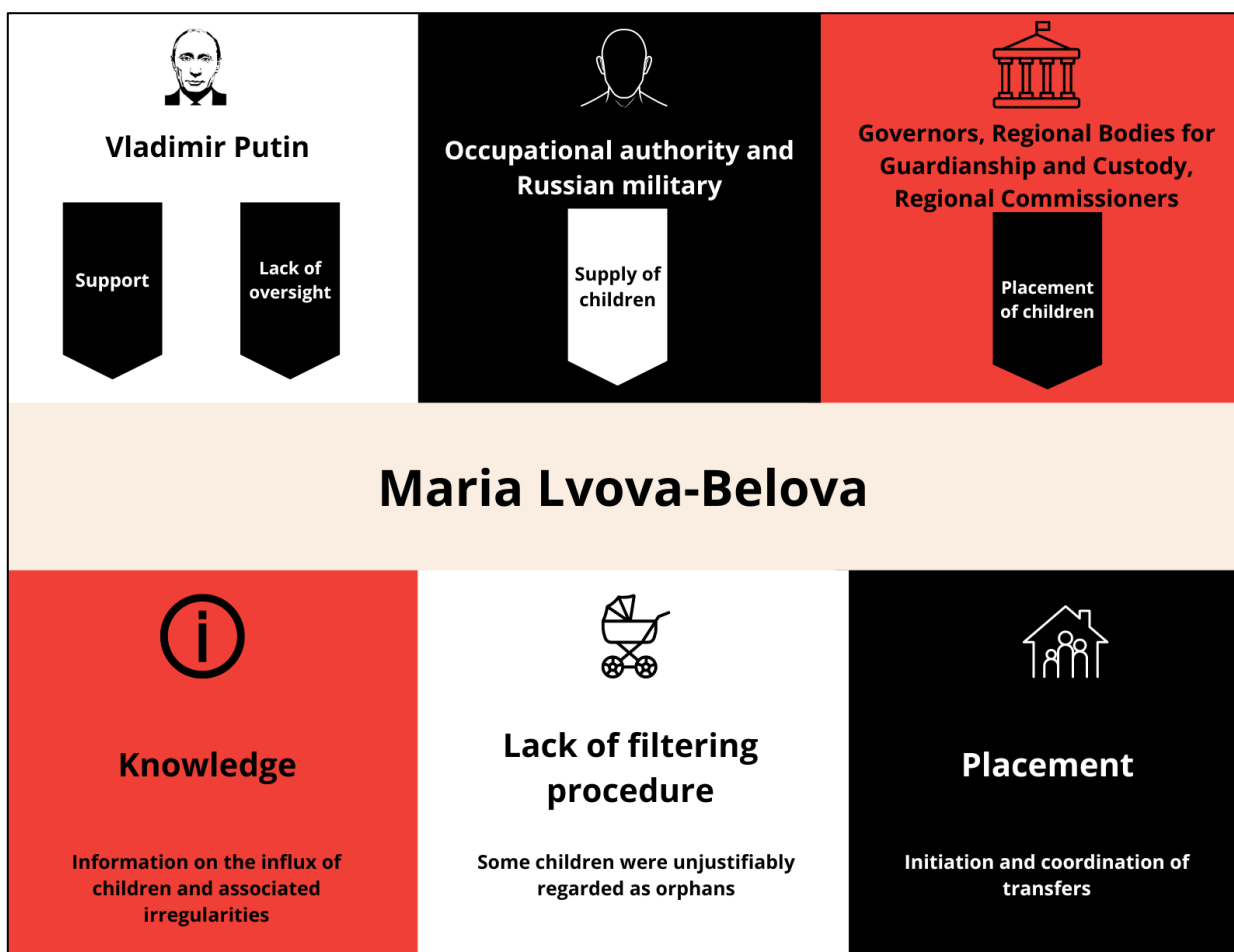 Vladimir Putin
Support
Lack of
oversight
Occupational authority and
Russian military
Supply of
children
Governors, Regional Bodies for
Guardianship and Custody,
Regional Commissioners
Placement
of children
Maria Lvova-Belova
i
Knowledge
Information on the influx of
children and associated
irregularities
Lack of filtering
procedure
Some children were unjustifiably
regarded as orphans
Placement
Initiation and coordination of
transfers